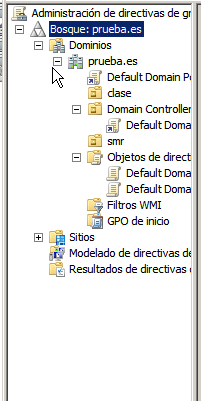 Administración de directivas de gr
Bosque: prueba.es
Dominios
prueba.es
Default Domain Po
clase
Domain Controller
Default Doma
smr
Objetos de directi
Default Doma
Default Doma
Filtros WMI
GPO de inicio
Sitios
Modelado de directivas de
Resultados de directivas d